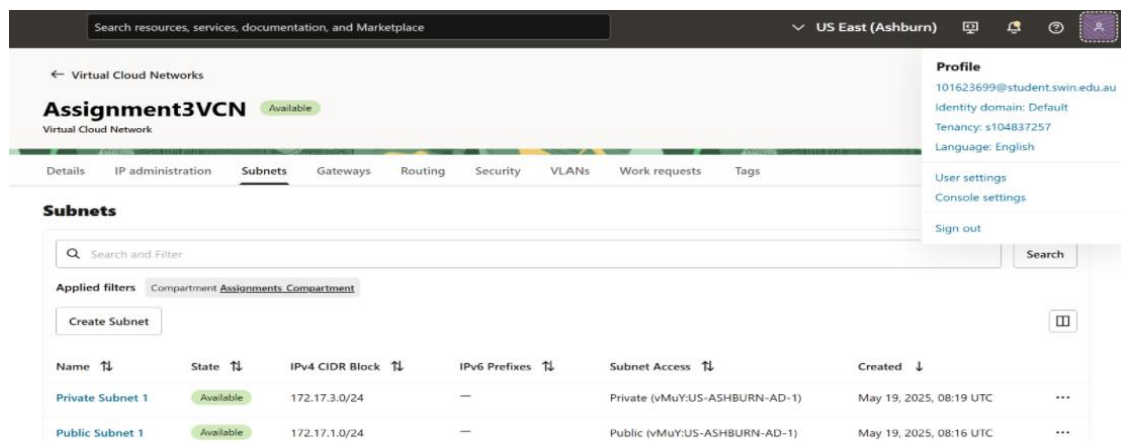 Search resources, services, documentation, and Marketplace
US East (Ashburn)
Profile
101623699@student.swin.edu.au
Identity domain: Default
Tenancy: s104837257
Language: English
User settings
Console settings
Sign out
← Virtual Cloud Networks
Assignment3VCN Available
Virtual Cloud Network
Details IP administration Subnets Gateways Routing Security VLANs Work requests Tags
Subnets
Search and Filter
Search
Applied filters Compartment Assignments_Compartment
Create Subnet
Name State IPv4 CIDR Block IPv6 Prefixes Subnet Access Created ↓
Private Subnet 1 Available 172.17.3.0/24 — Private (vMuY:US-ASHBURN-AD-1) May 19, 2025, 08:19 UTC ...
Public Subnet 1 Available 172.17.1.0/24 — Public (vMuY:US-ASHBURN-AD-1) May 19, 2025, 08:16 UTC ...